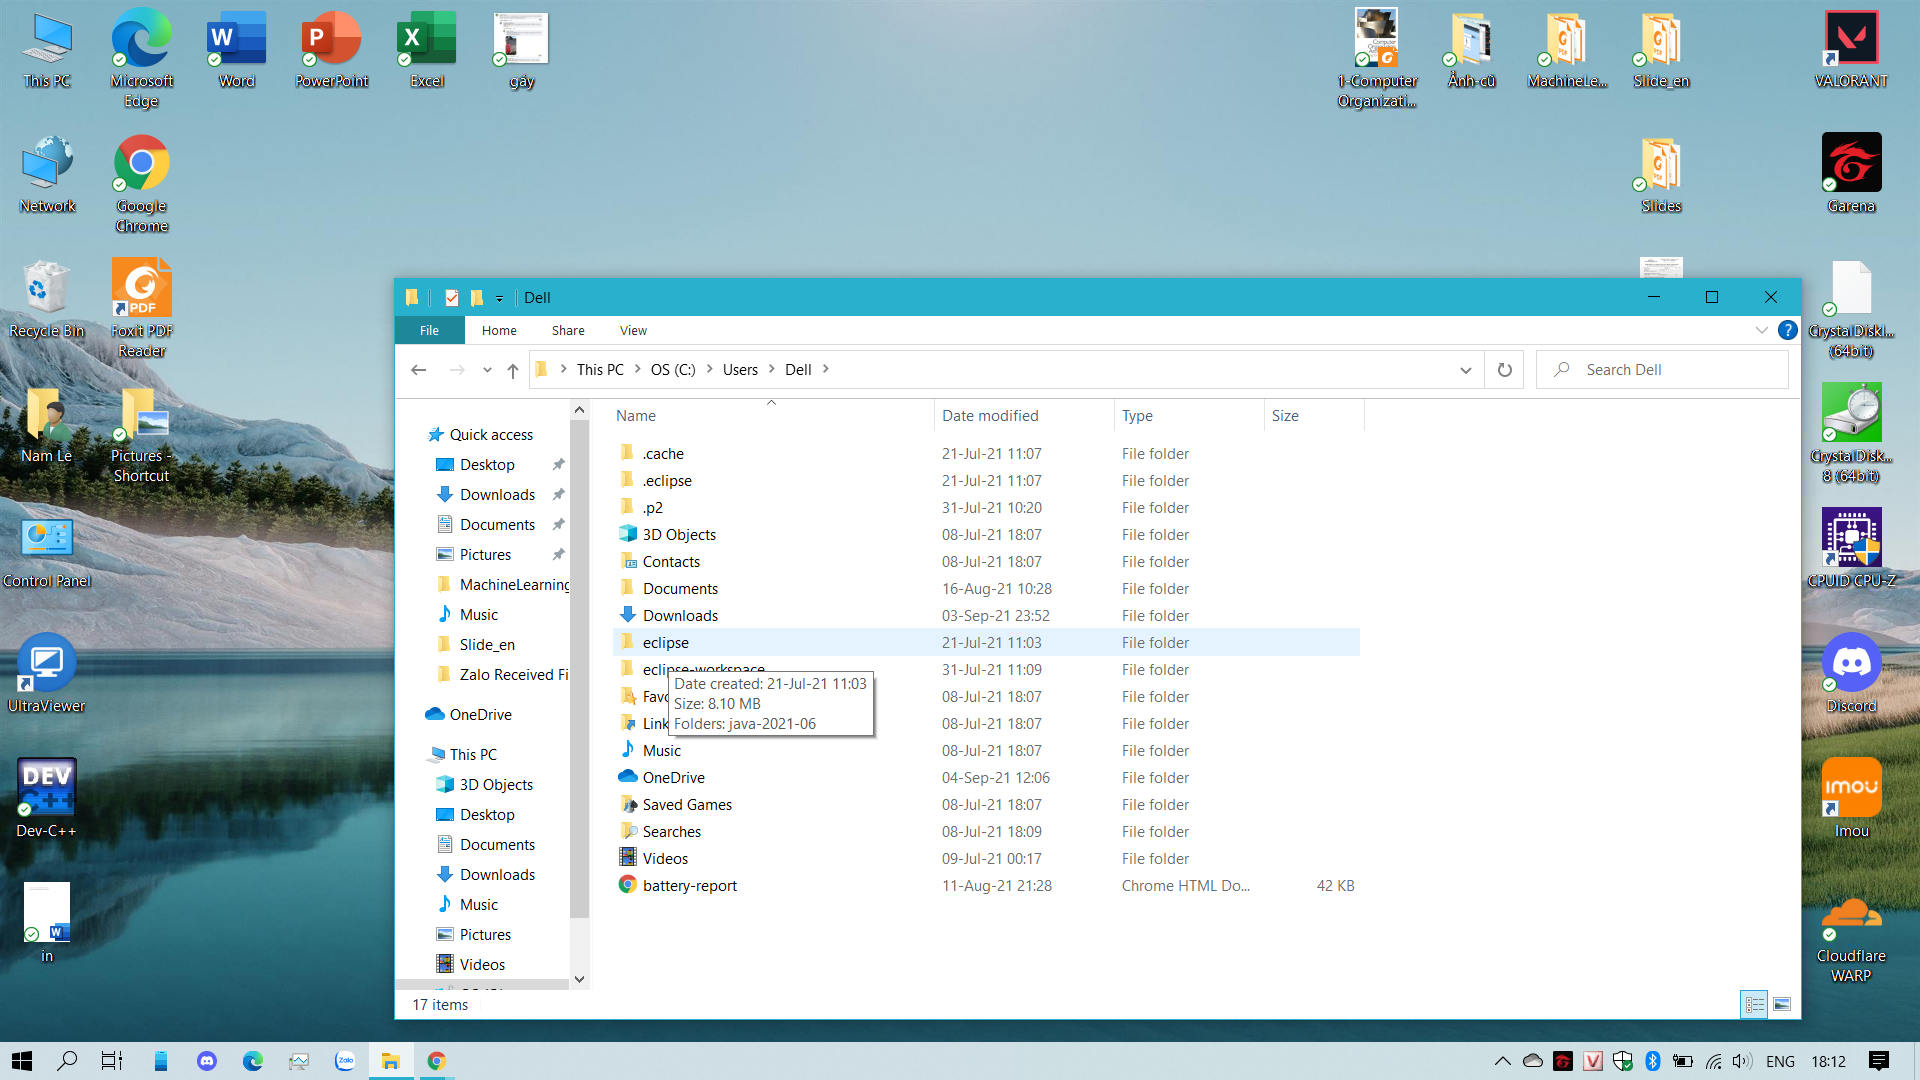 This PC
Microsoft
Edge
Word
PowerPoint
Excel
gáy
1-Computer
Organizati...
Ảnh-cũ
MachineLe...
Slide_en
VALORANT
Network
Google
Chrome
Slides
Garena
Recycle Bin
Foxit PDF
Reader
PDF
Crystal DiskI...
(64bit)
Nam Le
Pictures -
Shortcut
Crystal Disk...
8 (64bit)
Control Panel
CPUID CPU-Z
UltraViewer
Discord
DEV
C++
Dev-C++
imou
Imou
in
Cloudflare
WARP
Dell
File
Home
Share
View
This PC
OS (C:)
Users
Dell
Search Dell
Name
Date modified
Type
Size
Quick access
Desktop
Downloads
Documents
Pictures
MachineLearning
Music
Slide_en
Zalo Received Fi
OneDrive
This PC
3D Objects
Desktop
Documents
Downloads
Music
Pictures
Videos
.cache 21-Jul-21 11:07 File folder
.eclipse 21-Jul-21 11:07 File folder
.p2 31-Jul-21 10:20 File folder
3D Objects 08-Jul-21 18:07 File folder
Contacts 08-Jul-21 18:07 File folder
Documents 16-Aug-21 10:28 File folder
Downloads 03-Sep-21 23:52 File folder
eclipse 21-Jul-21 11:03 File folder
eclipse-workspace 31-Jul-21 11:09 File folder
Favo 08-Jul-21 18:07 File folder
Link 08-Jul-21 18:07 File folder
Music 08-Jul-21 18:07 File folder
OneDrive 04-Sep-21 12:06 File folder
Saved Games 08-Jul-21 18:07 File folder
Searches 08-Jul-21 18:09 File folder
Videos 09-Jul-21 00:17 File folder
battery-report 11-Aug-21 21:28 Chrome HTML Do... 42 KB
Date created: 21-Jul-21 11:03
Size: 8.10 MB
Folders: java-2021-06
17 items
Zalo
ENG
18:12